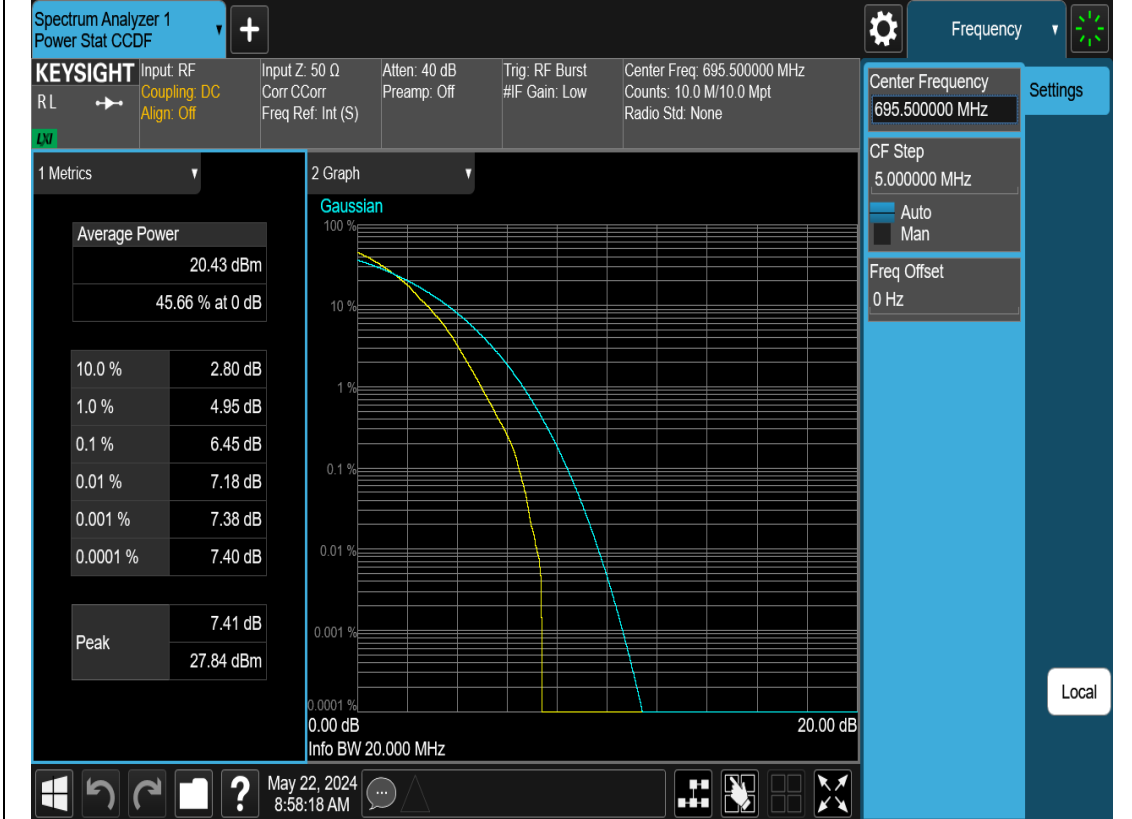 Spectrum Analyzer 1
Power Stat CCDF
+
Frequency
KEYSIGHT
RL
LXI
Input: RF
Coupling: DC
Align: Off
Input Z: 50 Ω
Corr CCorr
Freq Ref: Int (S)
Atten: 40 dB
Preamp: Off
Trig: RF Burst
#IF Gain: Low
Center Freq: 695.500000 MHz
Counts: 10.0 M/10.0 Mpt
Radio Std: None
Center Frequency
695.500000 MHz
Settings
CF Step
5.000000 MHz
Auto
Man
Freq Offset
0 Hz
1 Metrics
Average Power
20.43 dBm
45.66 % at 0 dB
10.0 % 2.80 dB
1.0 % 4.95 dB
0.1 % 6.45 dB
0.01 % 7.18 dB
0.001 % 7.38 dB
0.0001 % 7.40 dB
Peak
7.41 dB
27.84 dBm
2 Graph
Gaussian
100 %
10 %
1 %
0.1 %
0.01 %
0.001 %
0.0001 %
0.00 dB 20.00 dB
Info BW 20.000 MHz
Local
?
May 22, 2024
8:58:18 AM